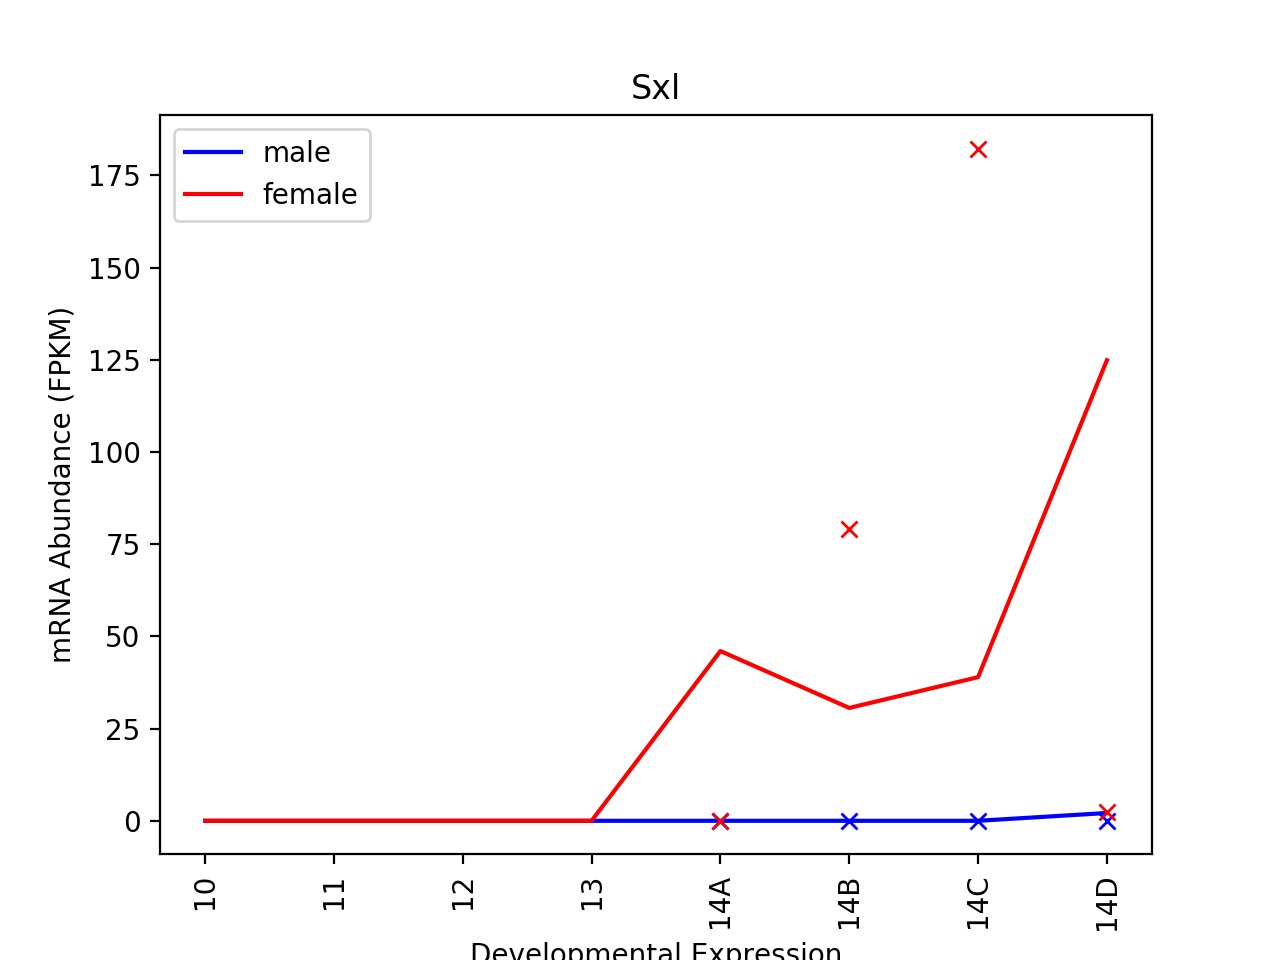 Sxl
male
female
175
150
125
100
75
50
25
0
mRNA Abundance (FPKM)
10
11
12
13
14A
14B
14C
14D
Developmental Expression